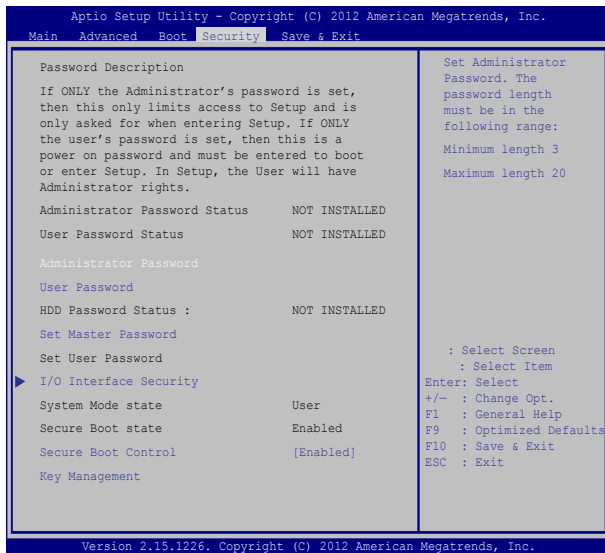 Aptio Setup Utility - Copyright (C) 2012 American Megatrends, Inc.
Main Advanced Boot Security Save & Exit
Password Description
If ONLY the Administrator's password is set,
then this only limits access to Setup and is
only asked for when entering Setup. If ONLY
the user's password is set, then this is a
power on password and must be entered to boot
or enter Setup. In Setup, the User will have
Administrator rights.
Administrator Password Status NOT INSTALLED
User Password Status NOT INSTALLED
Administrator Password
User Password
HDD Password Status : NOT INSTALLED
Set Master Password
Set User Password
I/O Interface Security
System Mode state User
Secure Boot state Enabled
Secure Boot Control [Enabled]
Key Management
Set Administrator
Password. The
password length
must be in the
following range:
Minimum length 3
Maximum length 20
: Select Screen
: Select Item
Enter: Select
+/— : Change Opt.
F1 : General Help
F9 : Optimized Defaults
F10 : Save & Exit
ESC : Exit
Version 2.15.1226. Copyright (C) 2012 American Megatrends, Inc.